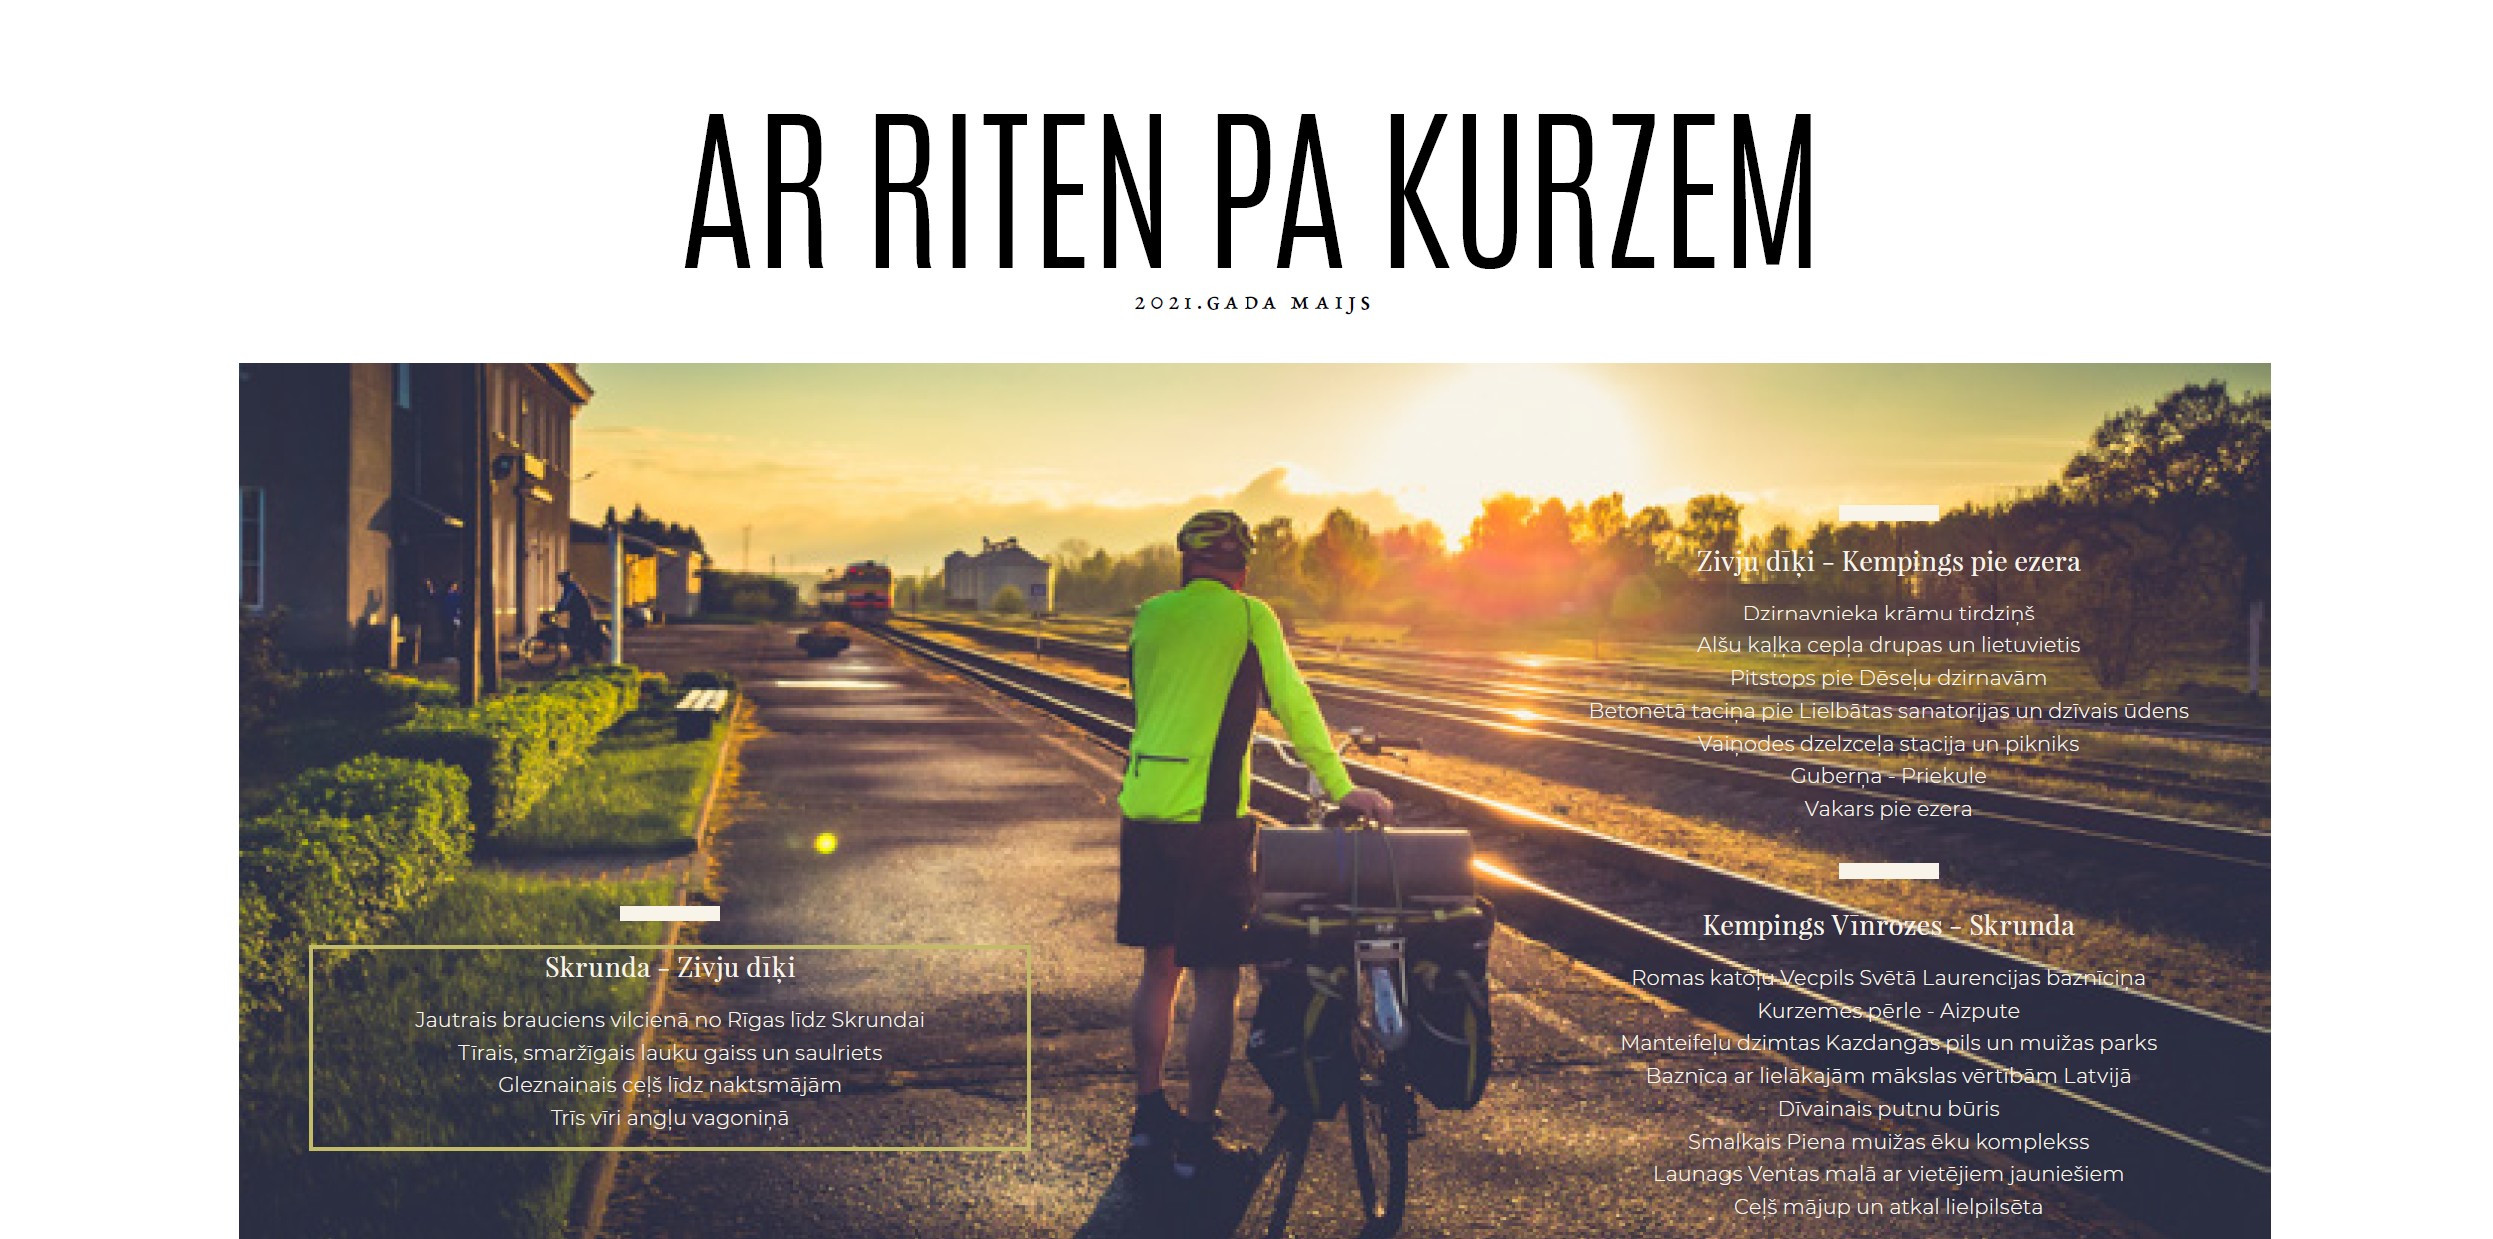 AR RITEN PA KURZEM
2021.GADA MAIJS
Skrunda - Zivju dīķi
Jautrais brauciens vilcienā no Rīgas līdz Skrundai
Tīrais, smaržīgais lauku gaiss un saulriets
Gleznainais ceļš līdz naktsmājām
Trīs vīri angļu vagoniņā
Zivju dīķi - Kempings pie ezera
Dzirnavnieka krāmu tirdziņš
Alšu kaļķa cepļa drupas un lietuvietis
Pitstops pie Dēseļu dzirnavām
Betonētā taciņa pie Lielbātas sanatorijas un dzīvais ūdens
Vaiņodes dzelzceļa stacija un pikniks
Guberņa - Priekule
Vakars pie ezera
Kempings Vīnrozes - Skrunda
Romas katoļu Vecpils Svētā Laurencijas baznīciņa
Kurzemes pērle - Aizpute
Manteifeļu dzimtas Kazdangas pils un muižas parks
Baznīca ar lielākajām mākslas vērtībām Latvijā
Dīvainais putnu būris
Smalkais Piena muižas ēku komplekss
Launags Ventas malā ar vietējiem jauniešiem
Ceļš mājup un atkal lielpilsēta